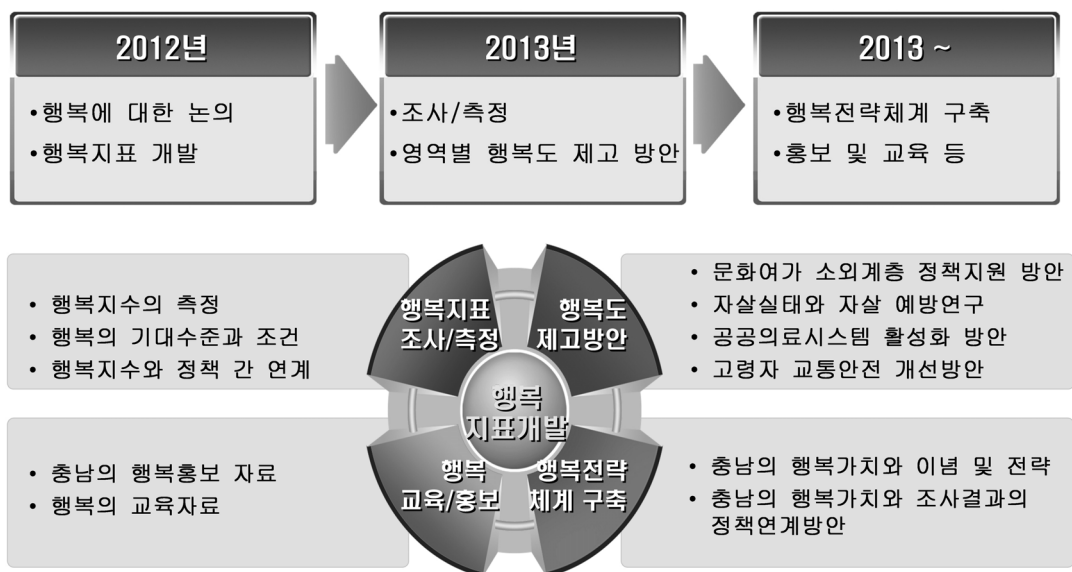 2012년
•행복에 대한 논의
•행복지표 개발
2013년
•조사/측정
•영역별 행복도 제고 방안
2013 ~
•행복전략체계 구축
•홍보 및 교육 등
• 행복지수의 측정
• 행복의 기대수준과 조건
• 행복지수와 정책 간 연계
행복지표
조사/측정
행복도
제고방안
• 문화여가 소외계층 정책지원 방안
• 자살실태와 자살 예방연구
• 공공의료시스템 활성화 방안
• 고령자 교통안전 개선방안
행복
지표개발
• 충남의 행복홍보 자료
• 행복의 교육자료
행복
교육/홍보
행복전략
체계 구축
• 충남의 행복가치와 이념 및 전략
• 충남의 행복가치와 조사결과의
정책연계방안